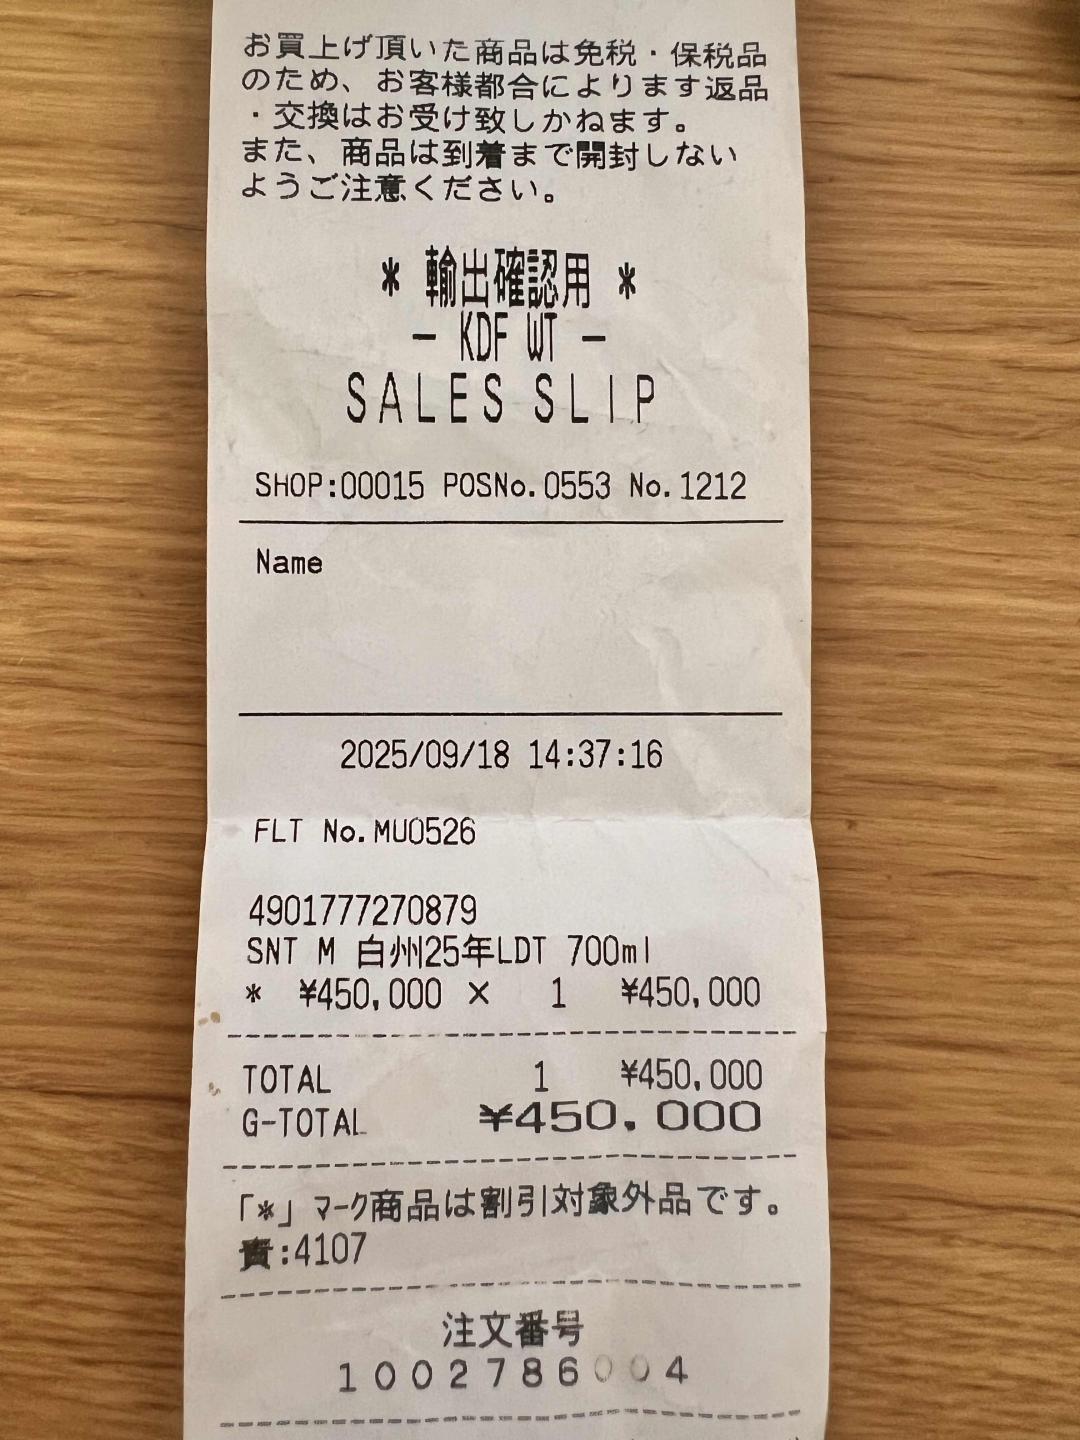 お買上げ頂いた商品は免税・保税品
のため、お客様都合によります返品
・交換はお受け致しかねます。
また、商品は到着まで開封しない
ようご注意ください。
* 輸出確認用 *
- KDF WT -
SALES SLIP
SHOP:00015 POSNo.0553 No.1212
Name
2025/09/18 14:37:16
FLT No.MU0526
4901777270879
SNT M 白州25年LDT 700ml
* ¥450,000 × 1 ¥450,000
TOTAL 1 ¥450,000
G-TOTAL ¥450,000
「*」マーク商品は割引対象外品です。
責:4107
注文番号
1002786004